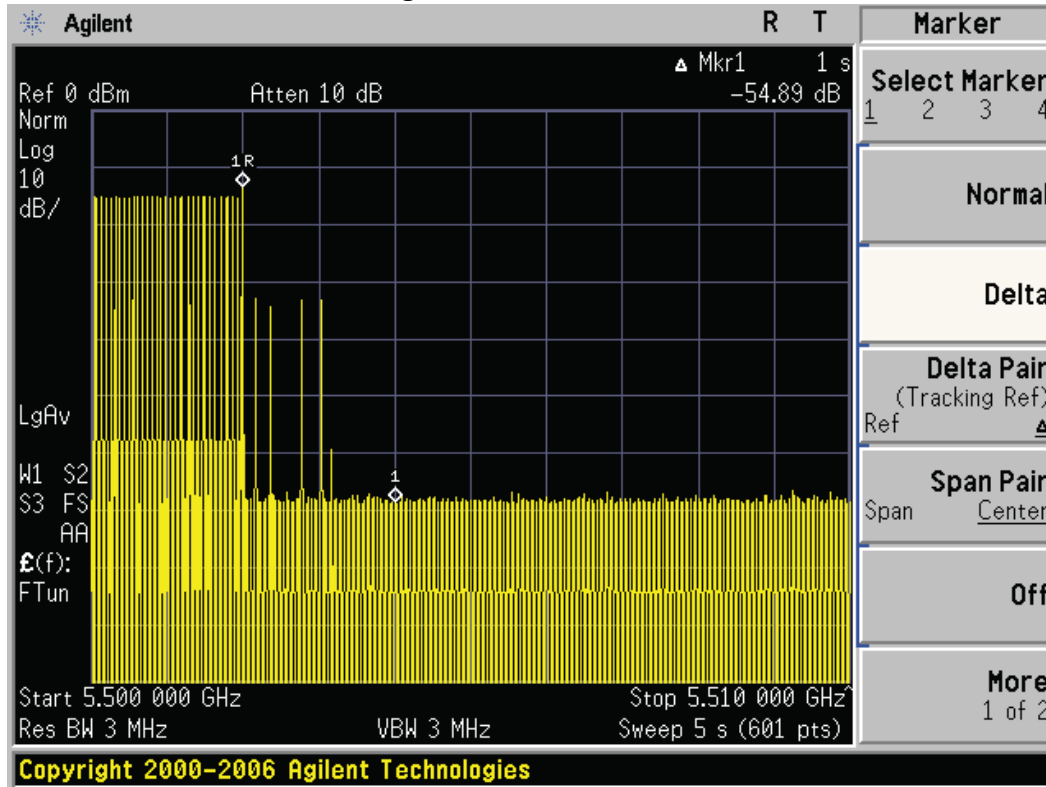 Agilent R T Marker
Δ Mkr1 1 s
Ref 0 dBm Atten 10 dB -54.89 dB
Norm
Log
10
dB/
1R
LgAv
1
W1 S2
S3 FS
AA
£(f):
FTun
Start 5.500 000 GHz Stop 5.510 000 GHz^
Res BW 3 MHz VBW 3 MHz Sweep 5 s (601 pts)
Copyright 2000-2006 Agilent Technologies
Select Marker
1 2 3 4
Normal
Delta
Delta Pair
(Tracking Ref)
Ref Δ
Span Pair
Span Center
Off
More
1 of 2